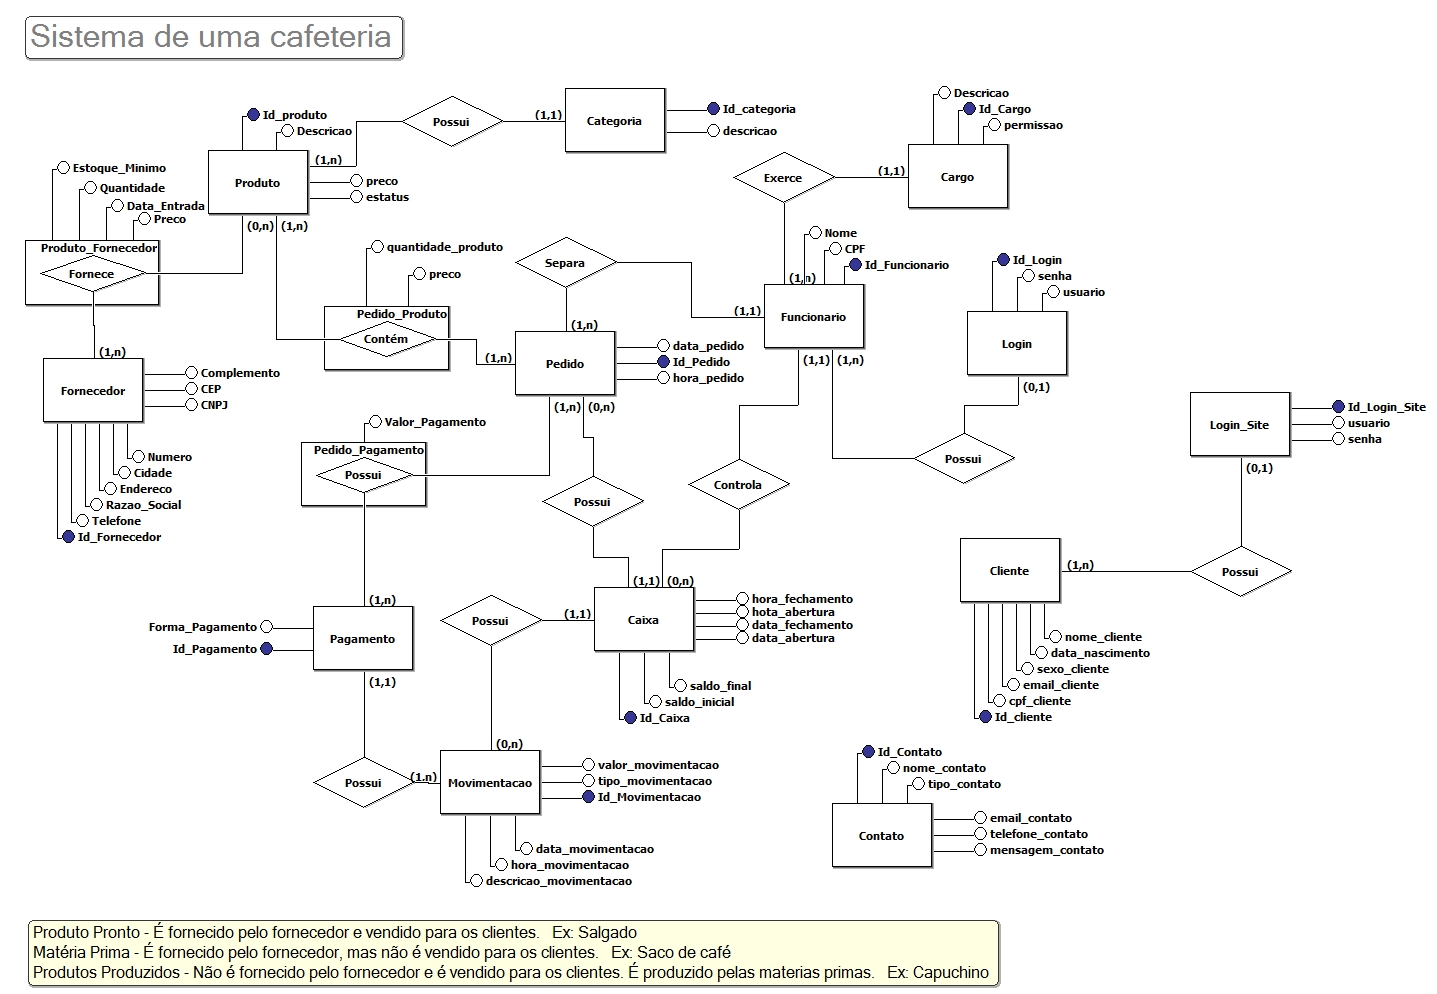 Sistema de uma cafeteria
Id_produto
Descricao
Produto
(1,n)
preco
estatus
(0,n)
(1,n)
Possui
(1,1)
Categoria
Id_categoria
descricao
Descricao
Id_Cargo
permissao
Cargo
(1,1)
Exerce
Estoque_Minimo
Quantidade
Data_Entrada
Preco
Produto_Fornecedor
Fornece
(1,n)
Fornecedor
Complemento
CEP
CNPJ
Numero
Cidade
Endereco
Razao_Social
Telefone
Id_Fornecedor
quantidade_produto
preco
Pedido_Produto
Contém
(1,n)
Separa
(1,n)
Pedido
data_pedido
Id_Pedido
hora_pedido
(1,n)
(0,n)
Nome
CPF
Id_Funcionario
(1,n)
(1,1)
Funcionario
(1,1)
(1,n)
Id_Login
senha
usuario
Login
(0,1)
Possui
Controla
Possui
Valor_Pagamento
Pedido_Pagamento
Possui
(1,n)
Forma_Pagamento
Id_Pagamento
Pagamento
(1,1)
Possui
(1,n)
Possui
(1,1)
(1,1)
(0,n)
Caixa
hora_fechamento
hota_abertura
data_fechamento
data_abertura
saldo_final
saldo_inicial
Id_Caixa
(0,n)
Movimentacao
valor_movimentacao
tipo_movimentacao
Id_Movimentacao
data_movimentacao
hora_movimentacao
descricao_movimentacao
Login_Site
Id_Login_Site
usuario
senha
(0,1)
Possui
(1,n)
Cliente
nome_cliente
data_nascimento
sexo_cliente
email_cliente
cpf_cliente
Id_cliente
Id_Contato
nome_contato
tipo_contato
Contato
email_contato
telefone_contato
mensagem_contato
Produto Pronto - É fornecido pelo fornecedor e vendido para os clientes. Ex: Salgado
Matéria Prima - É fornecido pelo fornecedor, mas não é vendido para os clientes. Ex: Saco de café
Produtos Produzidos - Não é fornecido pelo fornecedor e é vendido para os clientes. É produzido pelas materias primas. Ex: Capuchino